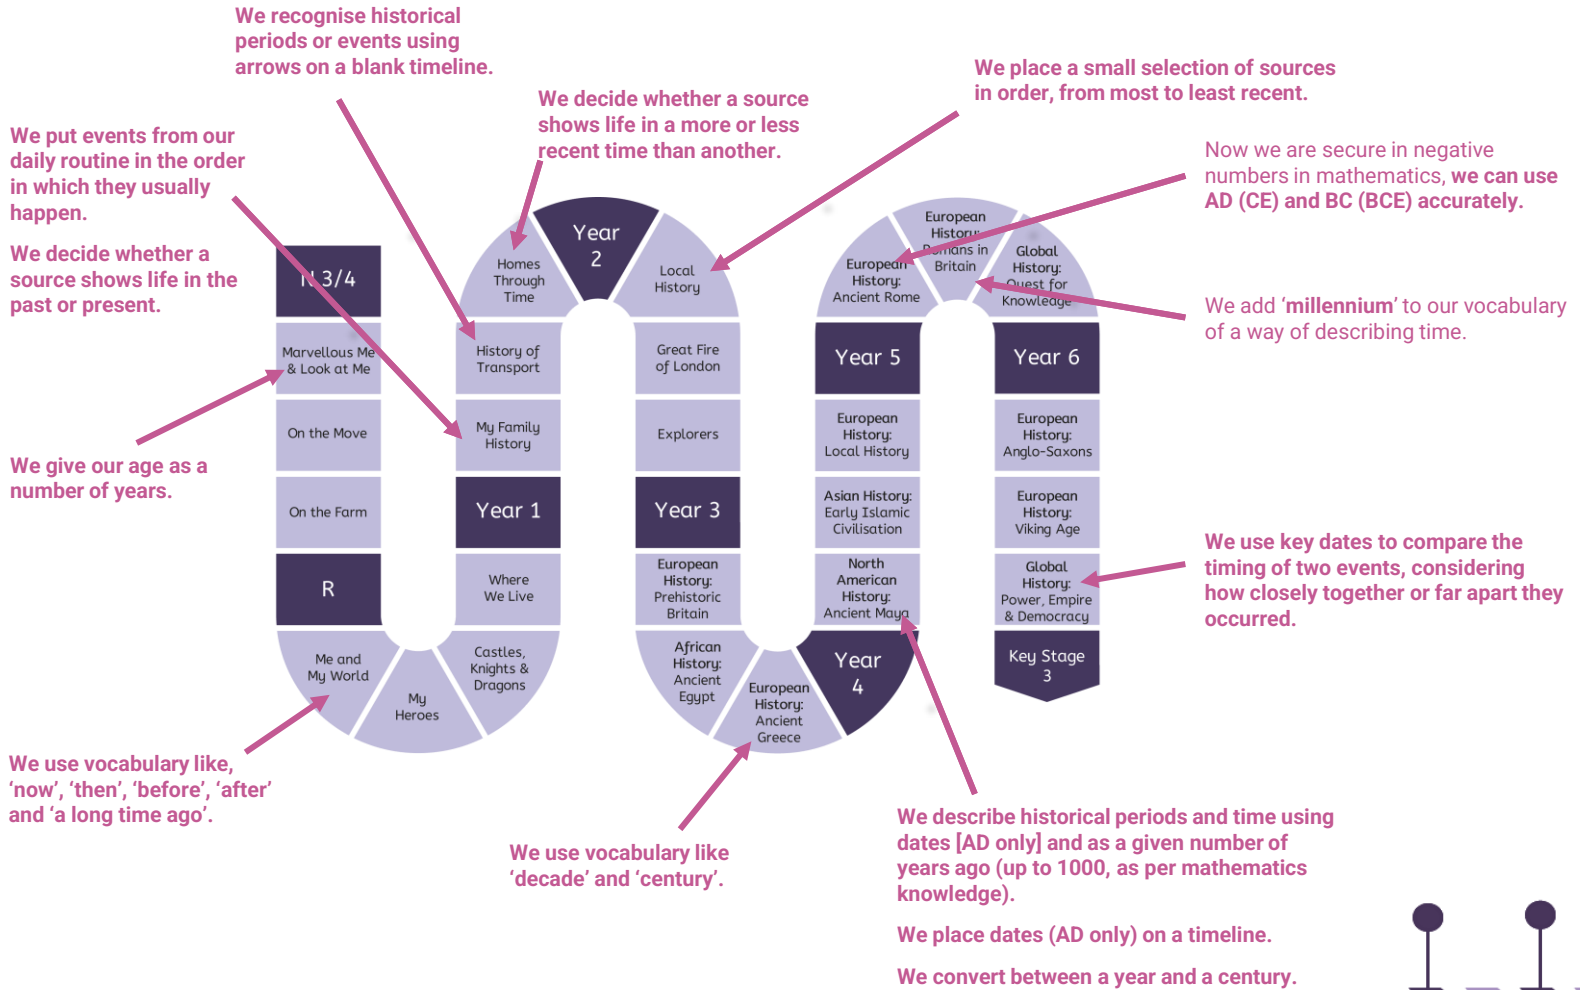 We recognise historical
periods or events using
arrows on a blank timeline.
We decide whether a source
shows life in a more or less
recent time than another.
We place a small selection of sources
in order, from most to least recent.
We put events from our
daily routine in the order
in which they usually
happen.
We decide whether a
source shows life in the
past or present.
Now we are secure in negative
numbers in mathematics, we can use
AD (CE) and BC (BCE) accurately.
We add ‘millennium’ to our vocabulary
of a way of describing time.
We give our age as a
number of years.
We use vocabulary like,
‘now’, ‘then’, ‘before’, ‘after’
and ‘a long time ago’.
N 3/4
Marvellous Me
& Look at Me
On the Move
On the Farm
R
Me and
My World
My
Heroes
Castles,
Knights &
Dragons
Where
We Live
Year 1
My Family
History
History of
Transport
Homes
Through
Time
Year
2
Local
History
Great Fire
of London
Explorers
Year 3
European
History:
Prehistoric
Britain
African
History:
Ancient
Egypt
European
History:
Ancient
Greece
Year
4
North
American
History:
Ancient Maya
Asian History:
Early Islamic
Civilisation
European
History:
Local History
Year 5
European
History:
Ancient Rome
European
History:
Romans in
Britain
Global
History:
Quest for
Knowledge
Year 6
European
History:
Anglo-Saxons
European
History:
Viking Age
Global
History:
Power, Empire
& Democracy
Key Stage
3
We use key dates to compare the
timing of two events, considering
how closely together or far apart they
occurred.
We use vocabulary like
‘decade’ and ‘century’.
We describe historical periods and time using
dates [AD only] and as a given number of
years ago (up to 1000, as per mathematics
knowledge).
We place dates (AD only) on a timeline.
We convert between a year and a century.